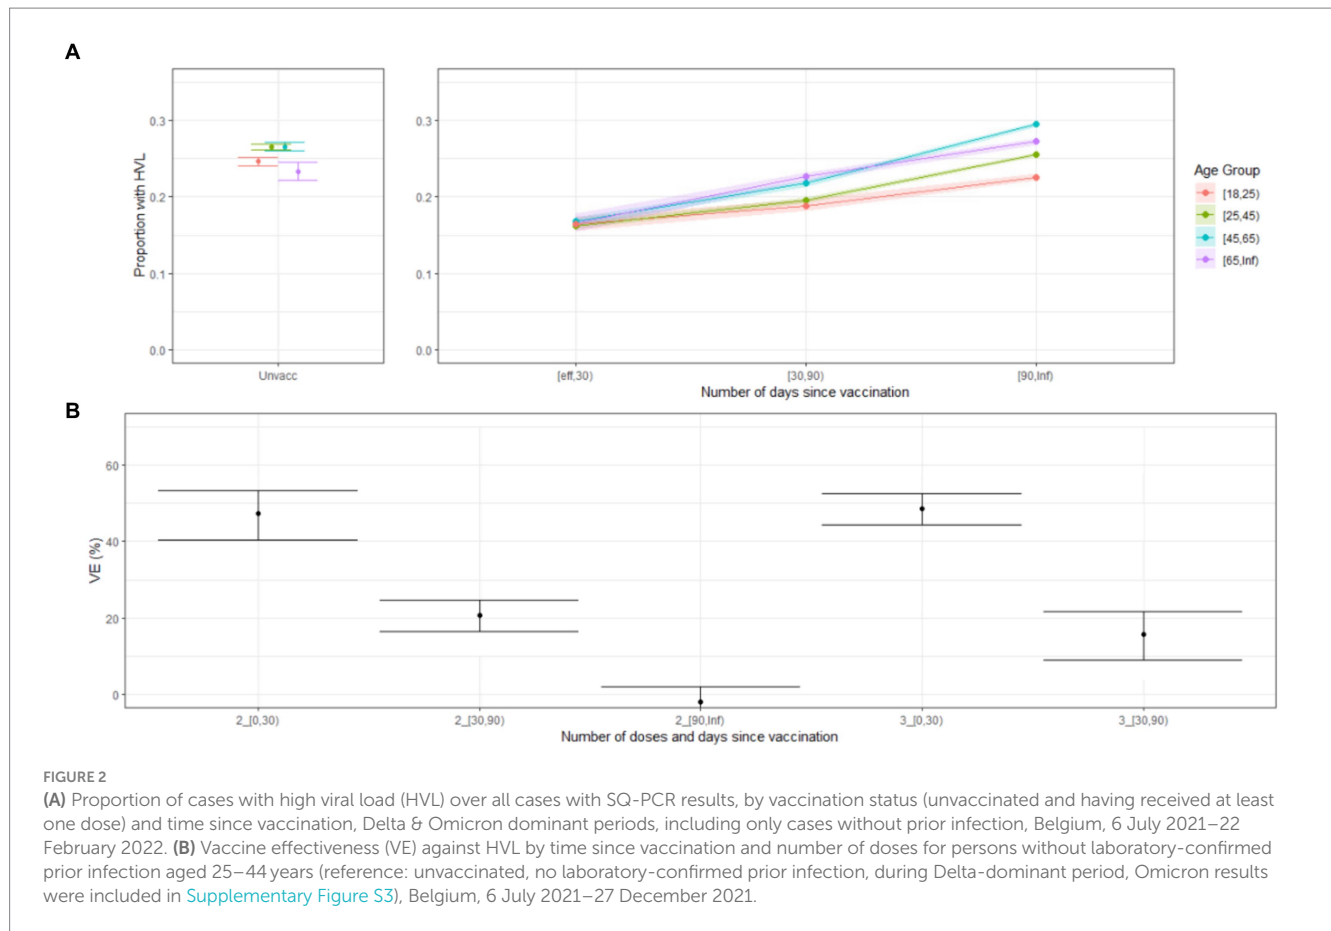 A
Proportion with HVL
0.3
0.2
0.1
0.0
Unvacc
0.3
0.2
0.1
0.0
[eff,30)
[30,90)
[90,Inf)
Number of days since vaccination
Age Group
[18,25)
[25,45)
[45,65)
[65,Inf)
B
VE (%)
60
40
20
0
2_[0,30)
2_[30,90)
2_[90,Inf)
3_[0,30)
3_[30,90)
Number of doses and days since vaccination
FIGURE 2
(A) Proportion of cases with high viral load (HVL) over all cases with SQ-PCR results, by vaccination status (unvaccinated and having received at least
one dose) and time since vaccination, Delta & Omicron dominant periods, including only cases without prior infection, Belgium, 6 July 2021–22
February 2022. (B) Vaccine effectiveness (VE) against HVL by time since vaccination and number of doses for persons without laboratory-confirmed
prior infection aged 25–44 years (reference: unvaccinated, no laboratory-confirmed prior infection, during Delta-dominant period, Omicron results
were included in Supplementary Figure S3), Belgium, 6 July 2021–27 December 2021.